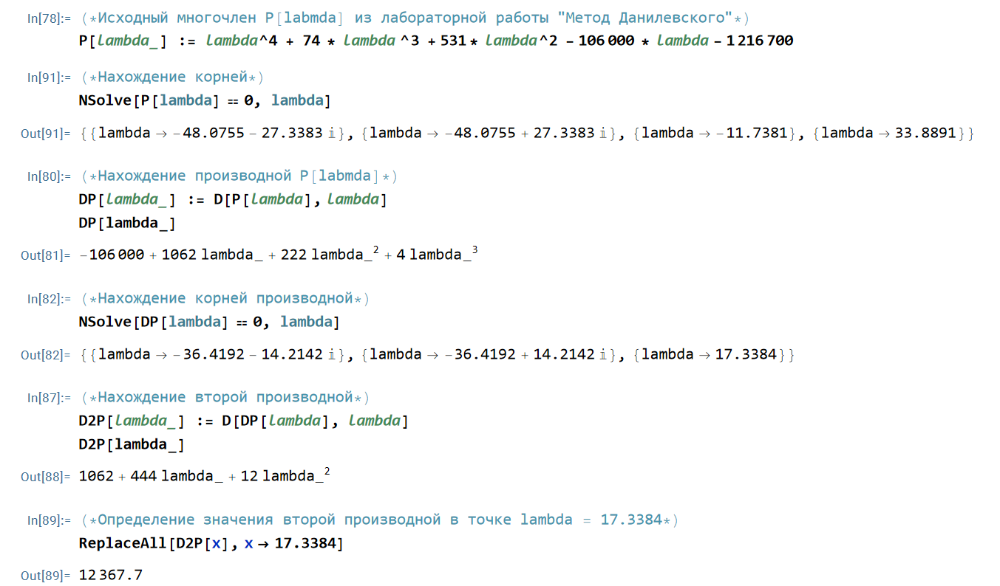 In[78]:= (*Исходный многочлен P[labmda] из лабораторной работы "Метод Данилевского"*)
P[lambda_] := lambda^4 + 74 * lambda ^3 + 531 * lambda^2 - 106 000 * lambda - 1 216 700
In[91]:= (*Нахождение корней*)
NSolve[P[lambda] == 0, lambda]
Out[91]= {{lambda → -48.0755 - 27.3383 ⅈ}, {lambda → -48.0755 + 27.3383 ⅈ}, {lambda → -11.7381}, {lambda → 33.8891}}
In[80]:= (*Нахождение производной P[labmda]*)
DP[lambda_] := D[P[lambda], lambda]
DP[lambda_]
Out[81]= -106 000 + 1062 lambda_ + 222 lambda_² + 4 lambda_³
In[82]:= (*Нахождение корней производной*)
NSolve[DP[lambda] == 0, lambda]
Out[82]= {{lambda → -36.4192 - 14.2142 ⅈ}, {lambda → -36.4192 + 14.2142 ⅈ}, {lambda → 17.3384}}
In[87]:= (*Нахождение второй производной*)
D2P[lambda_] := D[DP[lambda], lambda]
D2P[lambda_]
Out[88]= 1062 + 444 lambda_ + 12 lambda_²
In[89]:= (*Определение значения второй производной в точке lambda = 17.3384*)
ReplaceAll[D2P[x], x → 17.3384]
Out[89]= 12 367.7